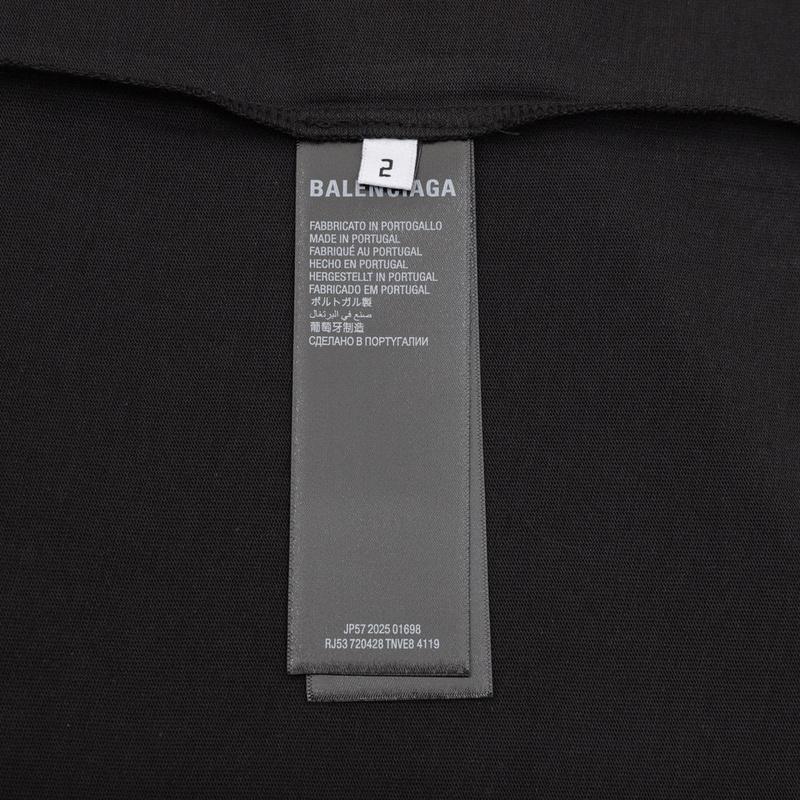 2
BALENCIAGA
FABBRICATO IN PORTOGALLO
MADE IN PORTUGAL
FABRIQUÉ AU PORTUGAL
HECHO EN PORTUGAL
HERGESTELLT IN PORTUGAL
FABRICADO EM PORTUGAL
ポルトガル製
صنع في البرتغال
葡萄牙制造
СДЕЛАНО В ПОРТУГАЛИИ
JP57 2025 01698
RJ53 720428 TNVE8 4119